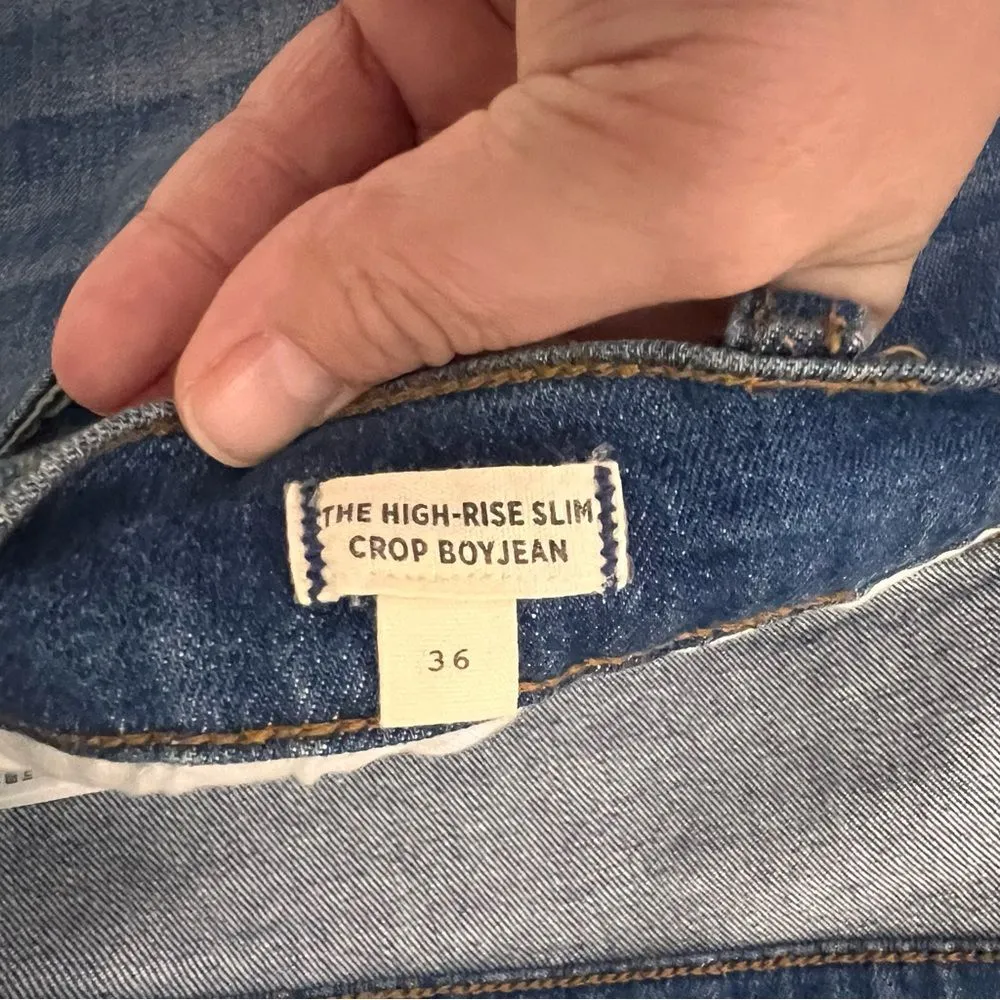 THE HIGH-RISE SLIM
CROP BOYJEAN
36